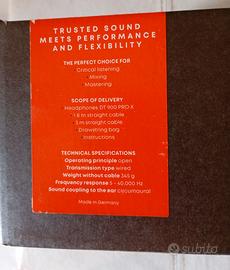 TRUSTED SOUND
MEETS PERFORMANCE
AND FLEXIBILITY
THE PERFECT CHOICE FOR
• Critical listening
• Mixing
• Mastering
SCOPE OF DELIVERY
• Headphones DT 900 PRO X
• 1.8 m straight cable
• 3 m straight cable
• Drawstring bag
• Instructions
TECHNICAL SPECIFICATIONS
Operating principle open
Transmission type wired
Weight without cable 345 g
Frequency response 5 - 40,000 Hz
Sound coupling to the ear circumaural
Made in Germany
subito